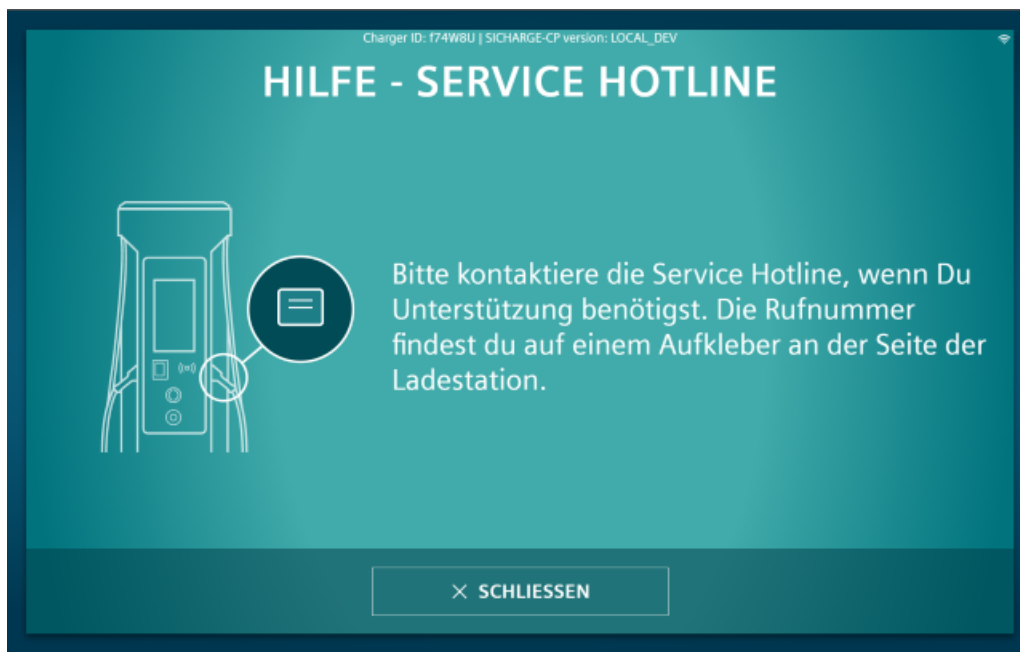 Charger ID: f74W8U | SICHARGE-CP version: LOCAL_DEV
HILFE - SERVICE HOTLINE
Bitte kontaktiere die Service Hotline, wenn Du
Unterstützung benötigst. Die Rufnummer
findest du auf einem Aufkleber an der Seite der
Ladestation.
× SCHLIESSEN